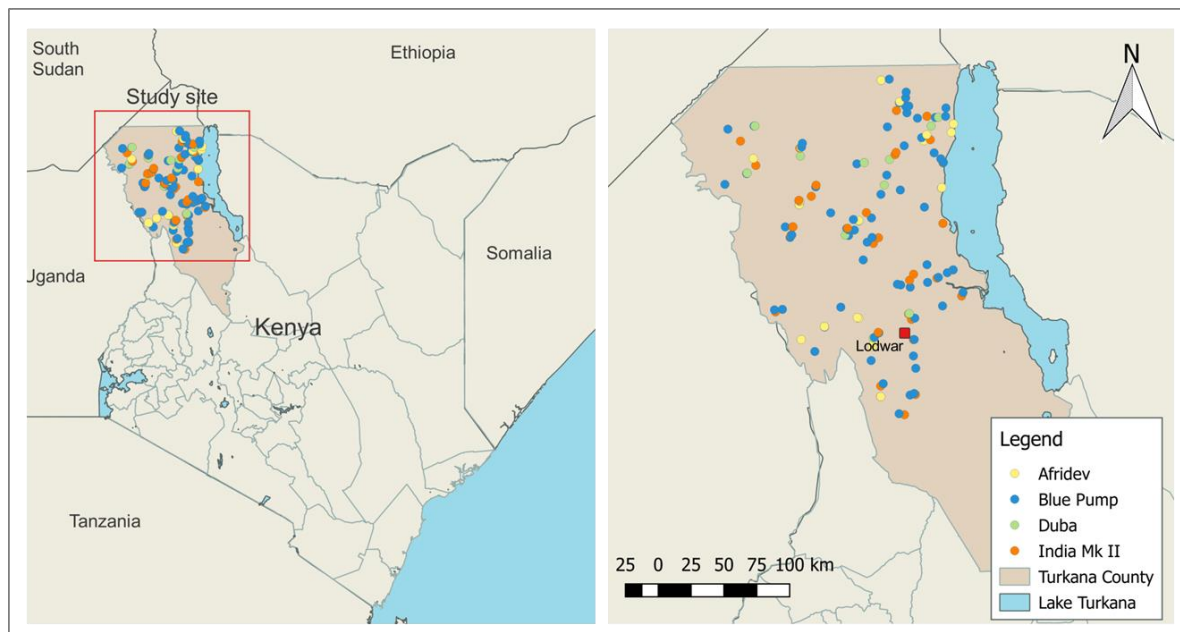 South
Sudan
Ethiopia
Study site
Uganda
Somalia
Kenya
Tanzania
N
Lodwar
Legend
Afridev
Blue Pump
Duba
India Mk II
Turkana County
Lake Turkana
25 0 25 50 75 100 km